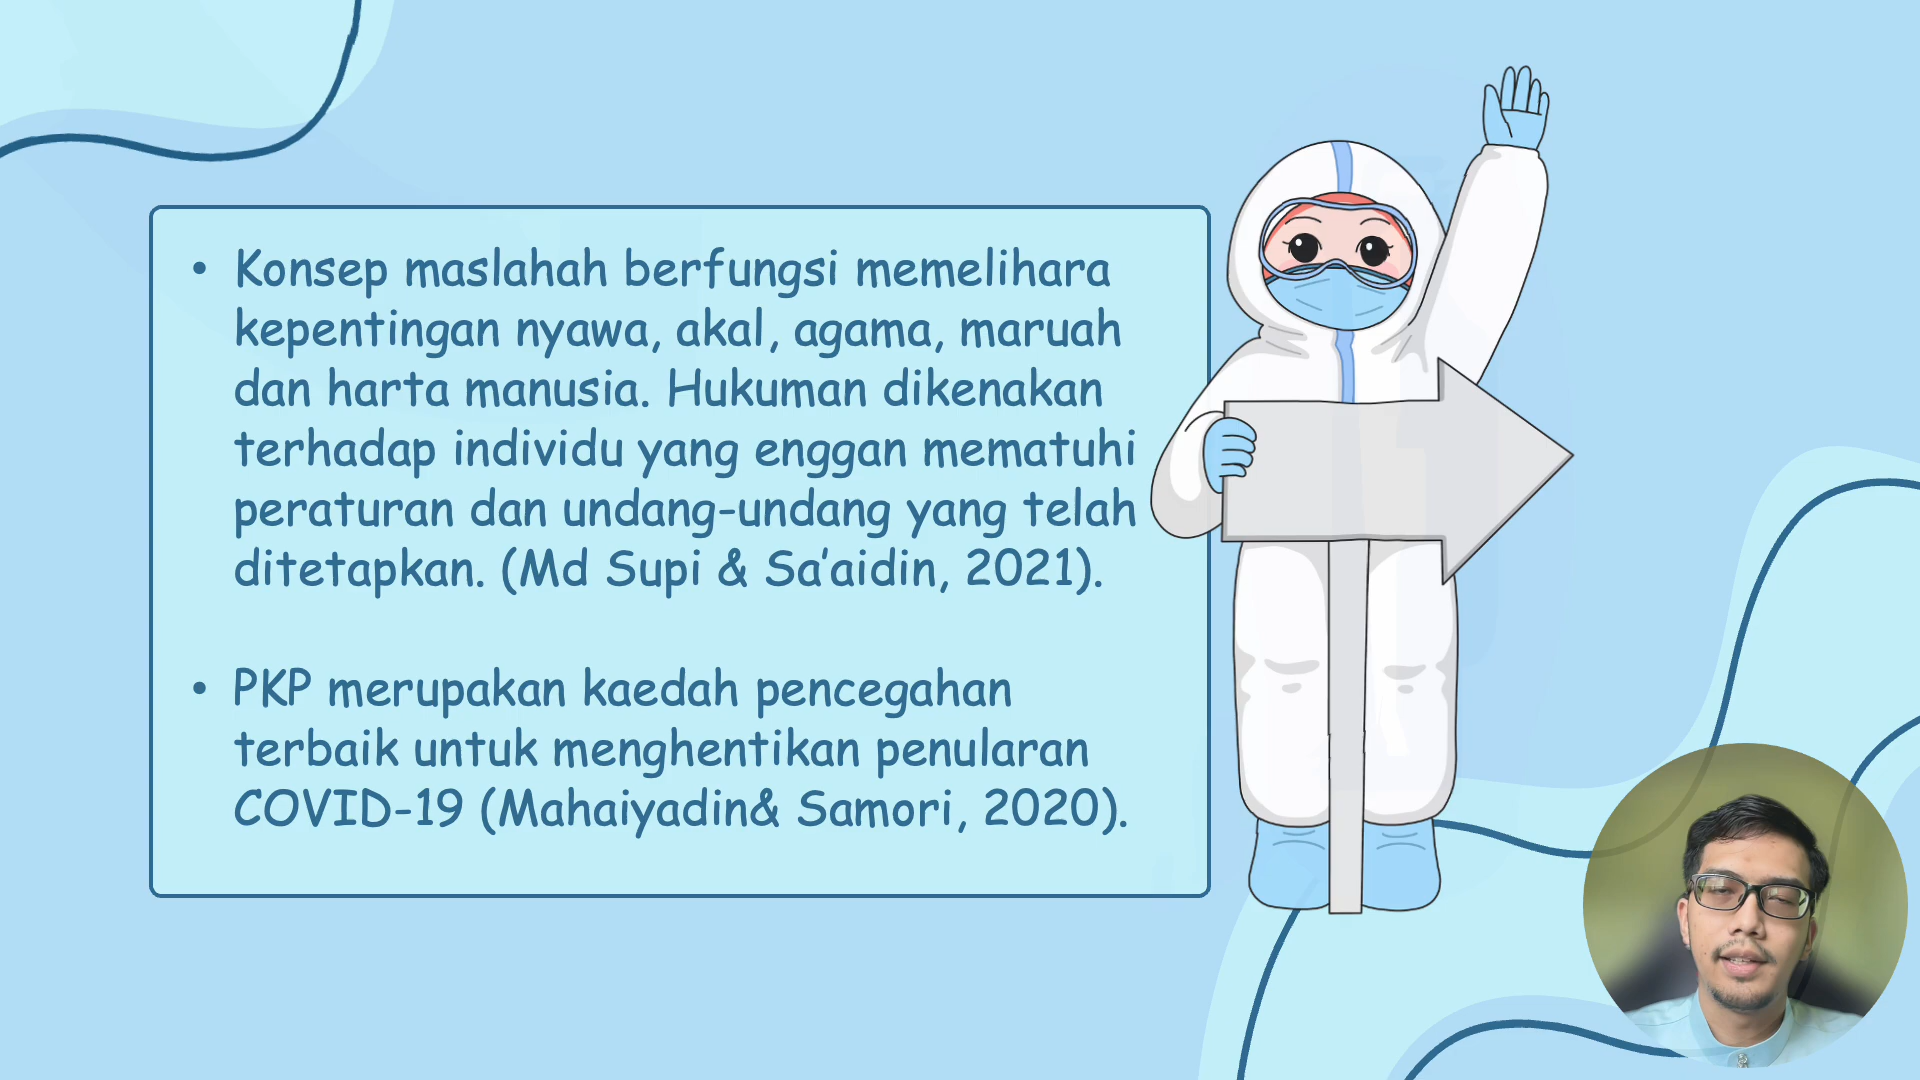 • Konsep maslahah berfungsi memelihara
kepentingan nyawa, akal, agama, maruah
dan harta manusia. Hukuman dikenakan
terhadap individu yang enggan mematuhi
peraturan dan undang-undang yang telah
ditetapkan. (Md Supi & Sa’aidin, 2021).
• PKP merupakan kaedah pencegahan
terbaik untuk menghentikan penularan
COVID-19 (Mahaiyadin& Samori, 2020).